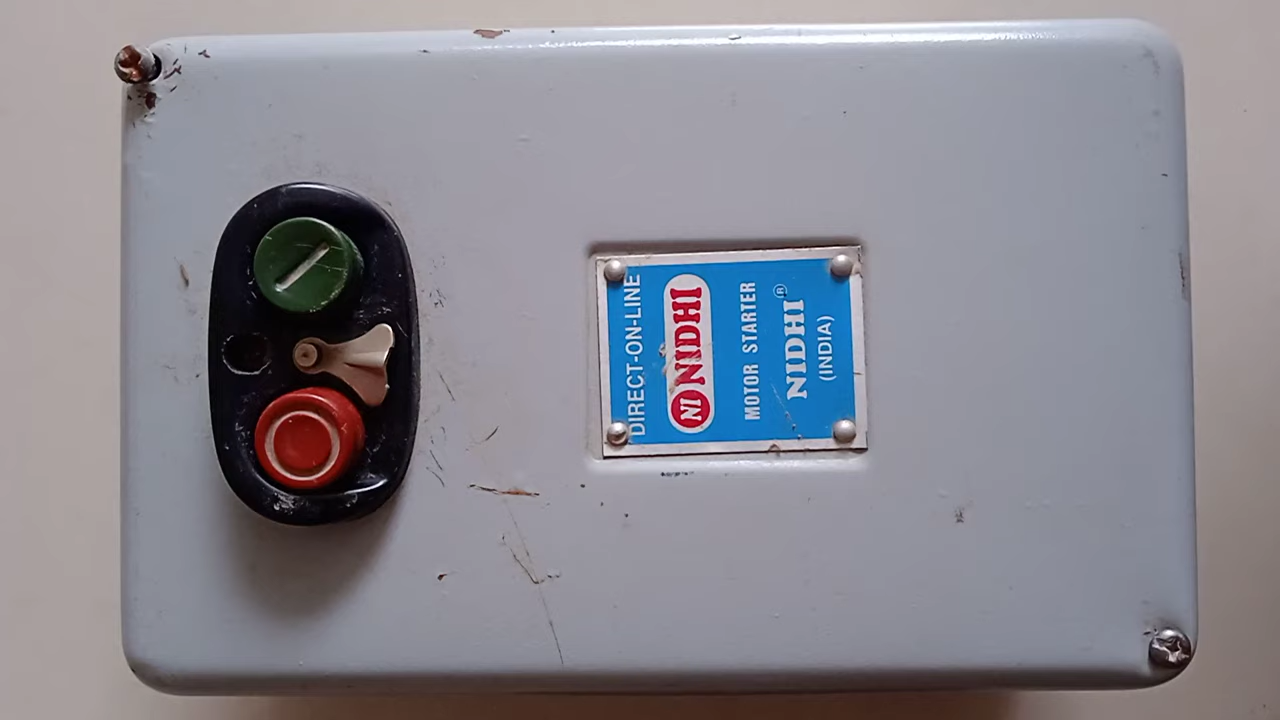 DIRECT-ON-LINE
NI NIDHI
MOTOR STARTER
NIDHI®
(INDIA)